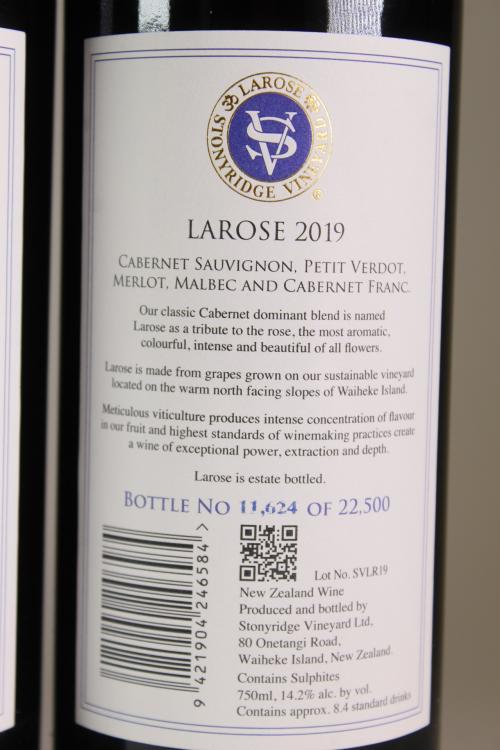 LAROSE
STONYRIDGE VINEYARD
SV
LAROSE 2019
CABERNET SAUVIGNON, PETIT VERDOT,
MERLOT, MALBEC AND CABERNET FRANC.
Our classic Cabernet dominant blend is named
Larose as a tribute to the rose, the most aromatic,
colourful, intense and beautiful of all flowers.
Larose is made from grapes grown on our sustainable vineyard
located on the warm north facing slopes of Waiheke Island.
Meticulous viticulture produces intense concentration of flavour
in our fruit and highest standards of winemaking practices create
a wine of exceptional power, extraction and depth.
Larose is estate bottled.
BOTTLE NO 11,624 OF 22,500
Lot No. SVLR19
New Zealand Wine
Produced and bottled by
Stonyridge Vineyard Ltd,
80 Onetangi Road,
Waiheke Island, New Zealand.
Contains Sulphites
750ml, 14.2% alc. by vol.
Contains approx. 8.4 standard drinks
9 421904 246584 >